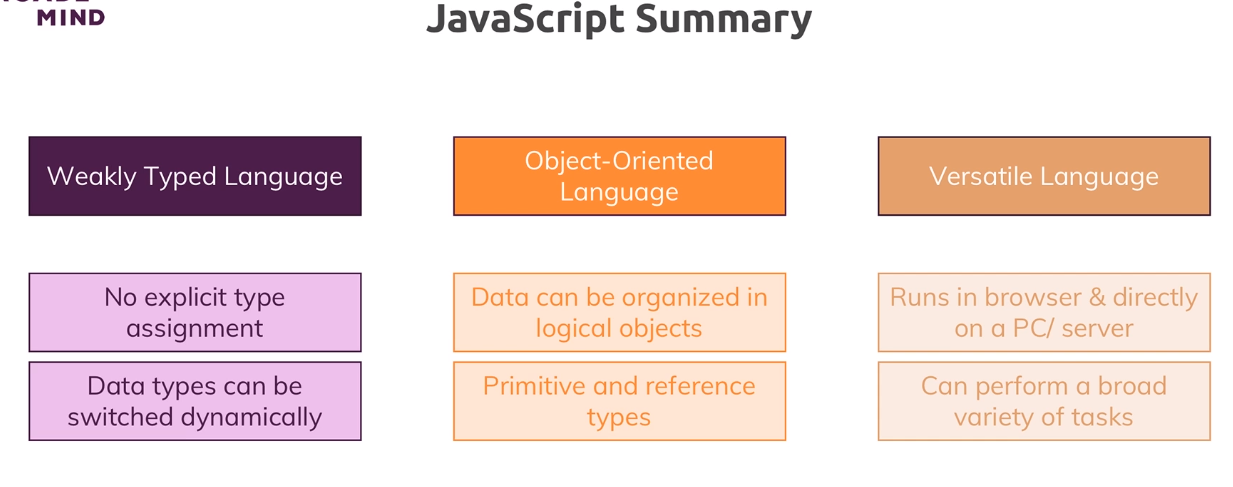 MIND
JavaScript Summary
Weakly Typed Language
Object-Oriented
Language
Versatile Language
No explicit type
assignment
Data can be organized in
logical objects
Runs in browser & directly
on a PC/ server
Data types can be
switched dynamically
Primitive and reference
types
Can perform a broad
variety of tasks